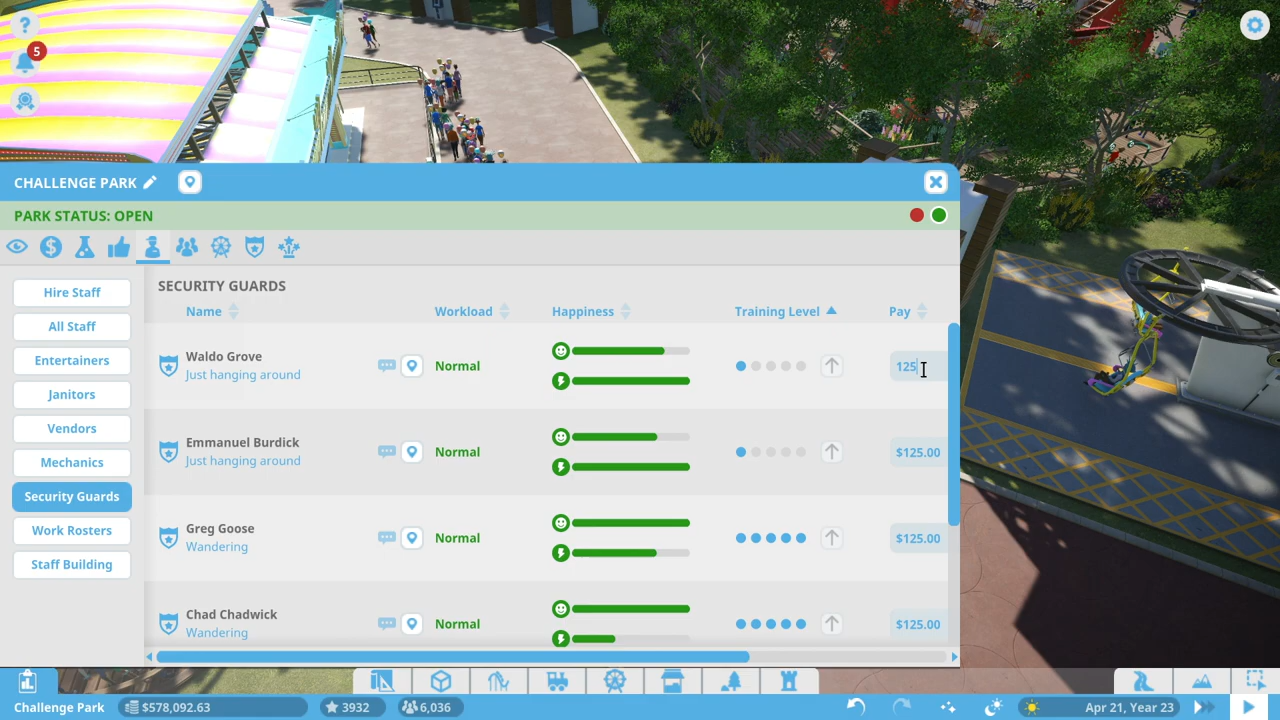 5
CHALLENGE PARK
PARK STATUS: OPEN
Hire Staff
All Staff
Entertainers
Janitors
Vendors
Mechanics
Security Guards
Work Rosters
Staff Building
SECURITY GUARDS
Name Workload Happiness Training Level Pay
Waldo Grove
Just hanging around
Normal
125
Emmanuel Burdick
Just hanging around
Normal
$125.00
Greg Goose
Wandering
Normal
$125.00
Chad Chadwick
Wandering
Normal
$125.00
Challenge Park $578,092.63 3932 6,036 Apr 21, Year 23